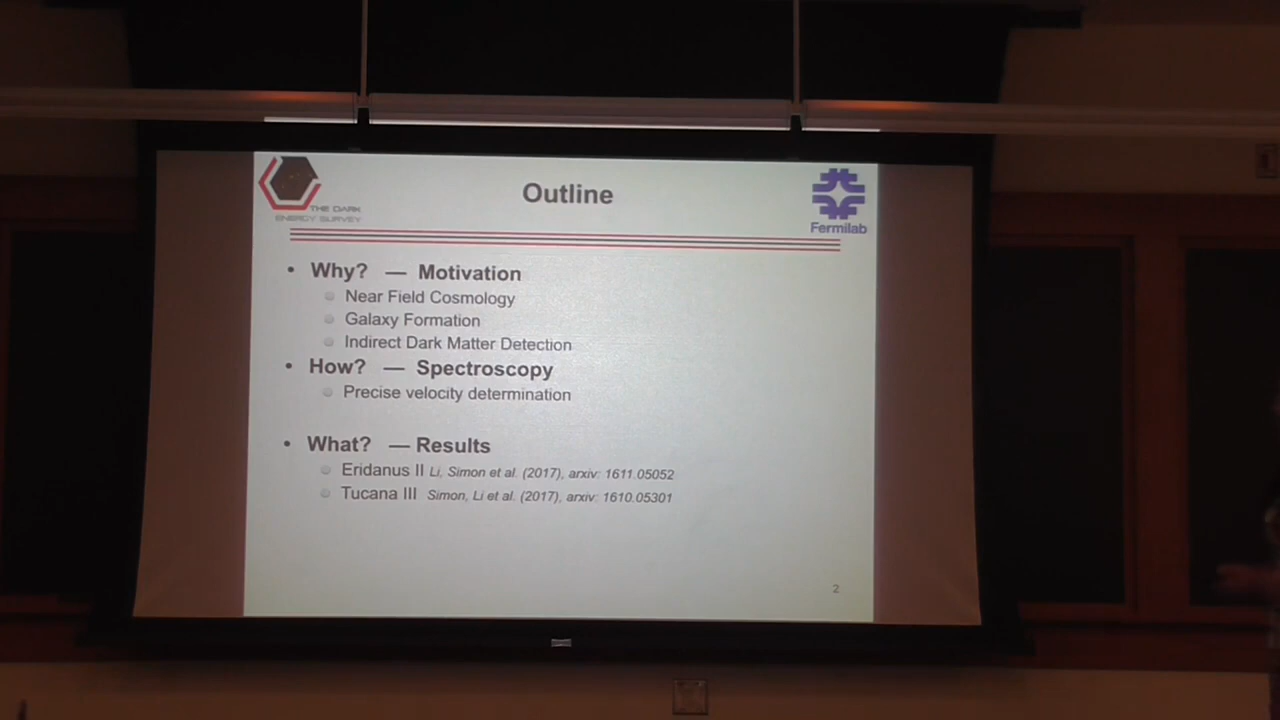 THE DARK
ENERGY SURVEY
Outline
Fermilab
• Why? — Motivation
Near Field Cosmology
Galaxy Formation
Indirect Dark Matter Detection
• How? — Spectroscopy
Precise velocity determination
• What? — Results
Eridanus II Li, Simon et al. (2017), arxiv: 1611.05052
Tucana III Simon, Li et al. (2017), arxiv: 1610.05301
2